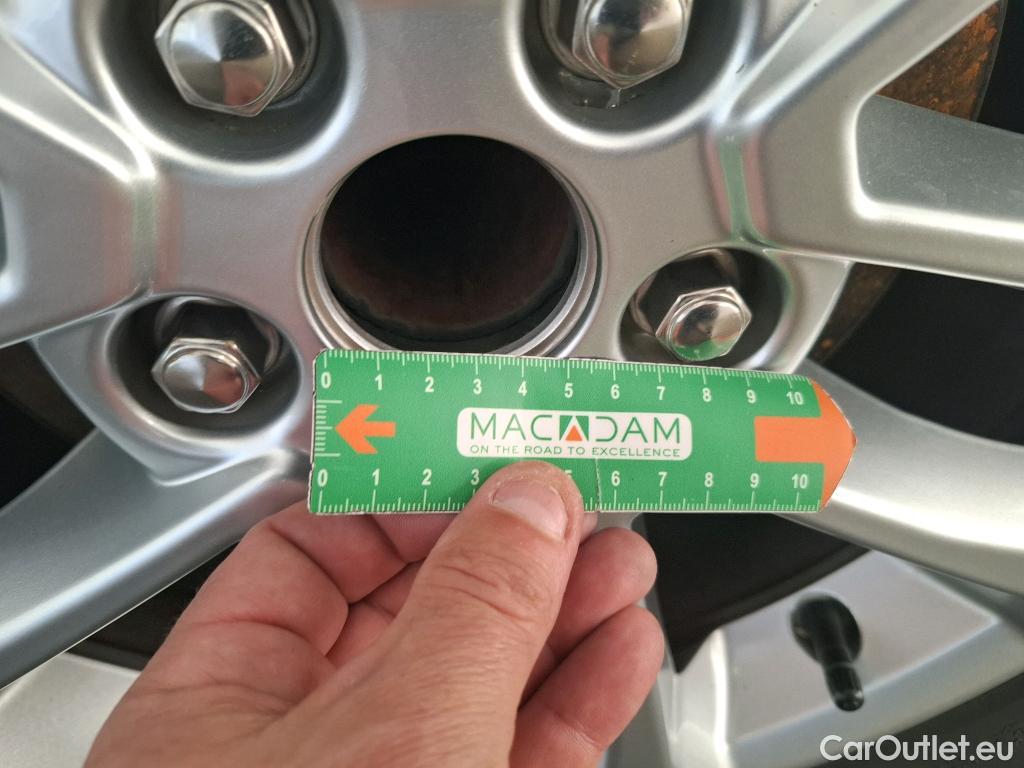 0 1 2 3 4 5 6 7 8 9 10
MACADAM
ON THE ROAD TO EXCELLENCE
0 1 2 3 5 6 7 8 9 10
CarOutlet.eu